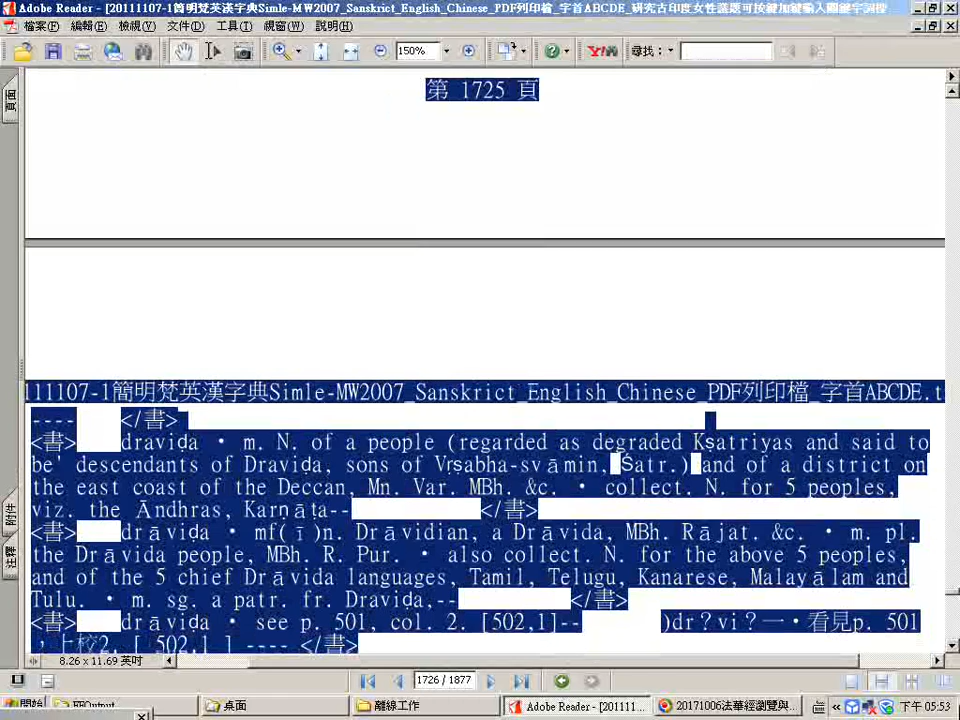 Adobe Reader - [20111107-1簡明梵英漢字典Simle-MW2007_Sanskrict_English_Chinese_PDF列印檔_字首ABCDE_研究古印度女性議題可按鍵加鍵輸入關鍵字詞搜
檔案(F) 編輯(E) 檢視(V) 文件(D) 工具(T) 視窗(W) 說明(H)
150% 尋找：
頁面
第 1725 頁
111107-1簡明梵英漢字典Simle-MW2007_Sanskrict_English_Chinese_PDF列印檔_字首ABCDE.t
---- </書>
<書> draviḍa • m. N. of a people (regarded as degraded Kṣatriyas and said to
be' descendants of Draviḍa, sons of Vṛṣabha-svāmin, Śatr.) and of a district on
the east coast of the Deccan, Mn. Var. MBh. &c. • collect. N. for 5 peoples,
viz. the Āndhras, Karṇāta-- </書>
<書> drāviḍa • mf(ī)n. Drāvidian, a Drāvida, MBh. Rājat. &c. • m. pl.
the Drāvida people, MBh. R. Pur. • also collect. N. for the above 5 peoples,
and of the 5 chief Drāvida languages, Tamil, Telugu, Kanarese, Malayālam and
Tulu. • m. sg. a patr. fr. Draviḍa,-- </書>
<書> drāviḍa • see p. 501, col. 2. [502,1]-- )dr？vi？一•看見p. 501
，上校2. [ 502,1 ] ---- </書>
附件
注釋
8.26 x 11.69 英吋
1726 / 1877
開始 FFOutput 桌面 離線工作 Adobe Reader - [201111... 20171006法華經瀏覽與... 下午 05:53